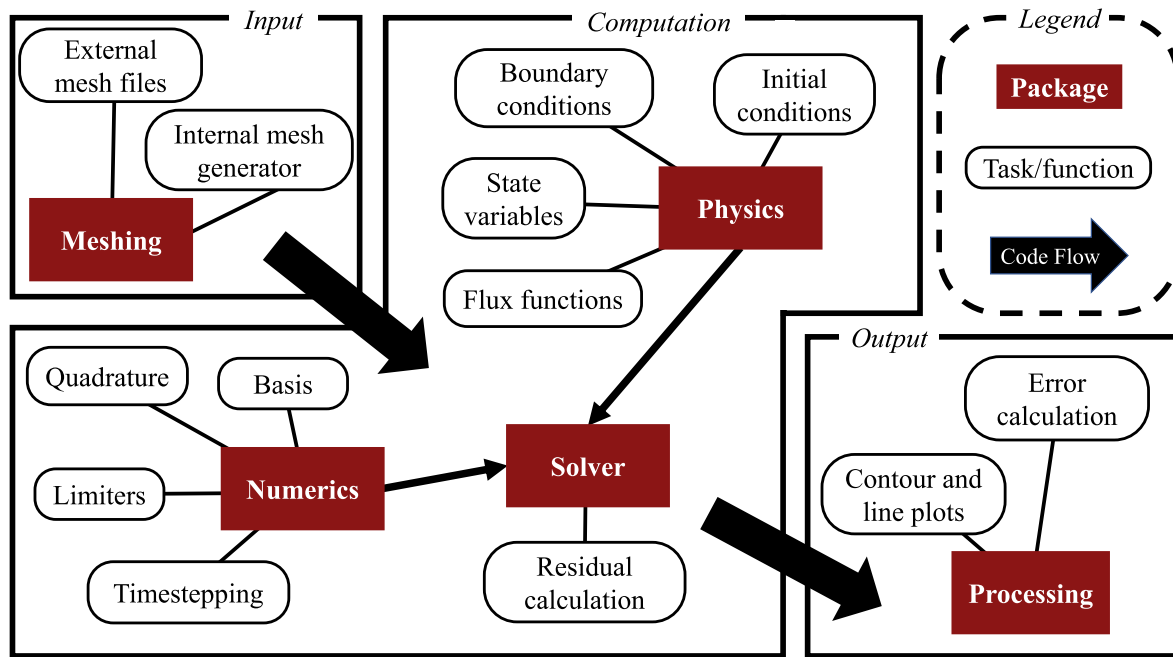 Input
External
mesh files
Internal mesh
generator
Meshing
Computation
Boundary
conditions
Initial
conditions
State
variables
Physics
Flux functions
Quadrature
Basis
Limiters
Numerics
Timestepping
Solver
Residual
calculation
Legend
Package
Task/function
Code Flow
Output
Error
calculation
Contour and
line plots
Processing